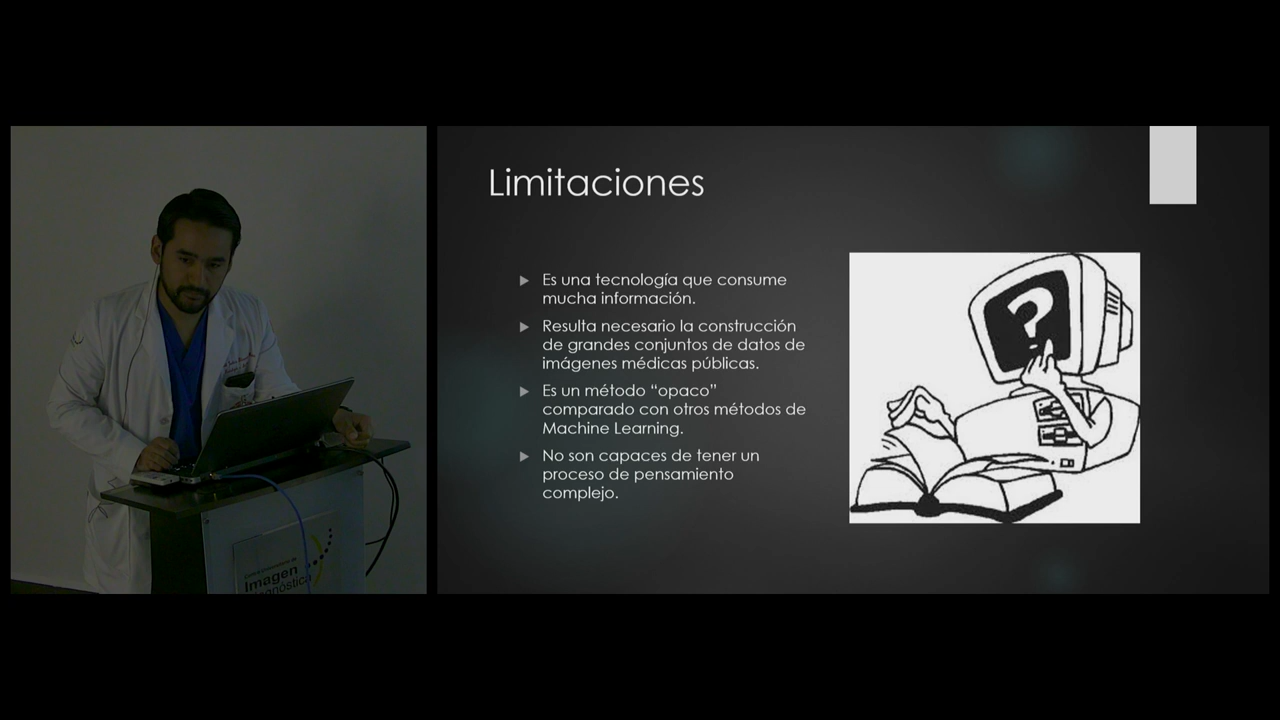 Limitaciones
Es una tecnología que consume
mucha información.
Resulta necesario la construcción
de grandes conjuntos de datos de
imágenes médicas públicas.
Es un método “opaco”
comparado con otros métodos de
Machine Learning.
No son capaces de tener un
proceso de pensamiento
complejo.
?
Imagen